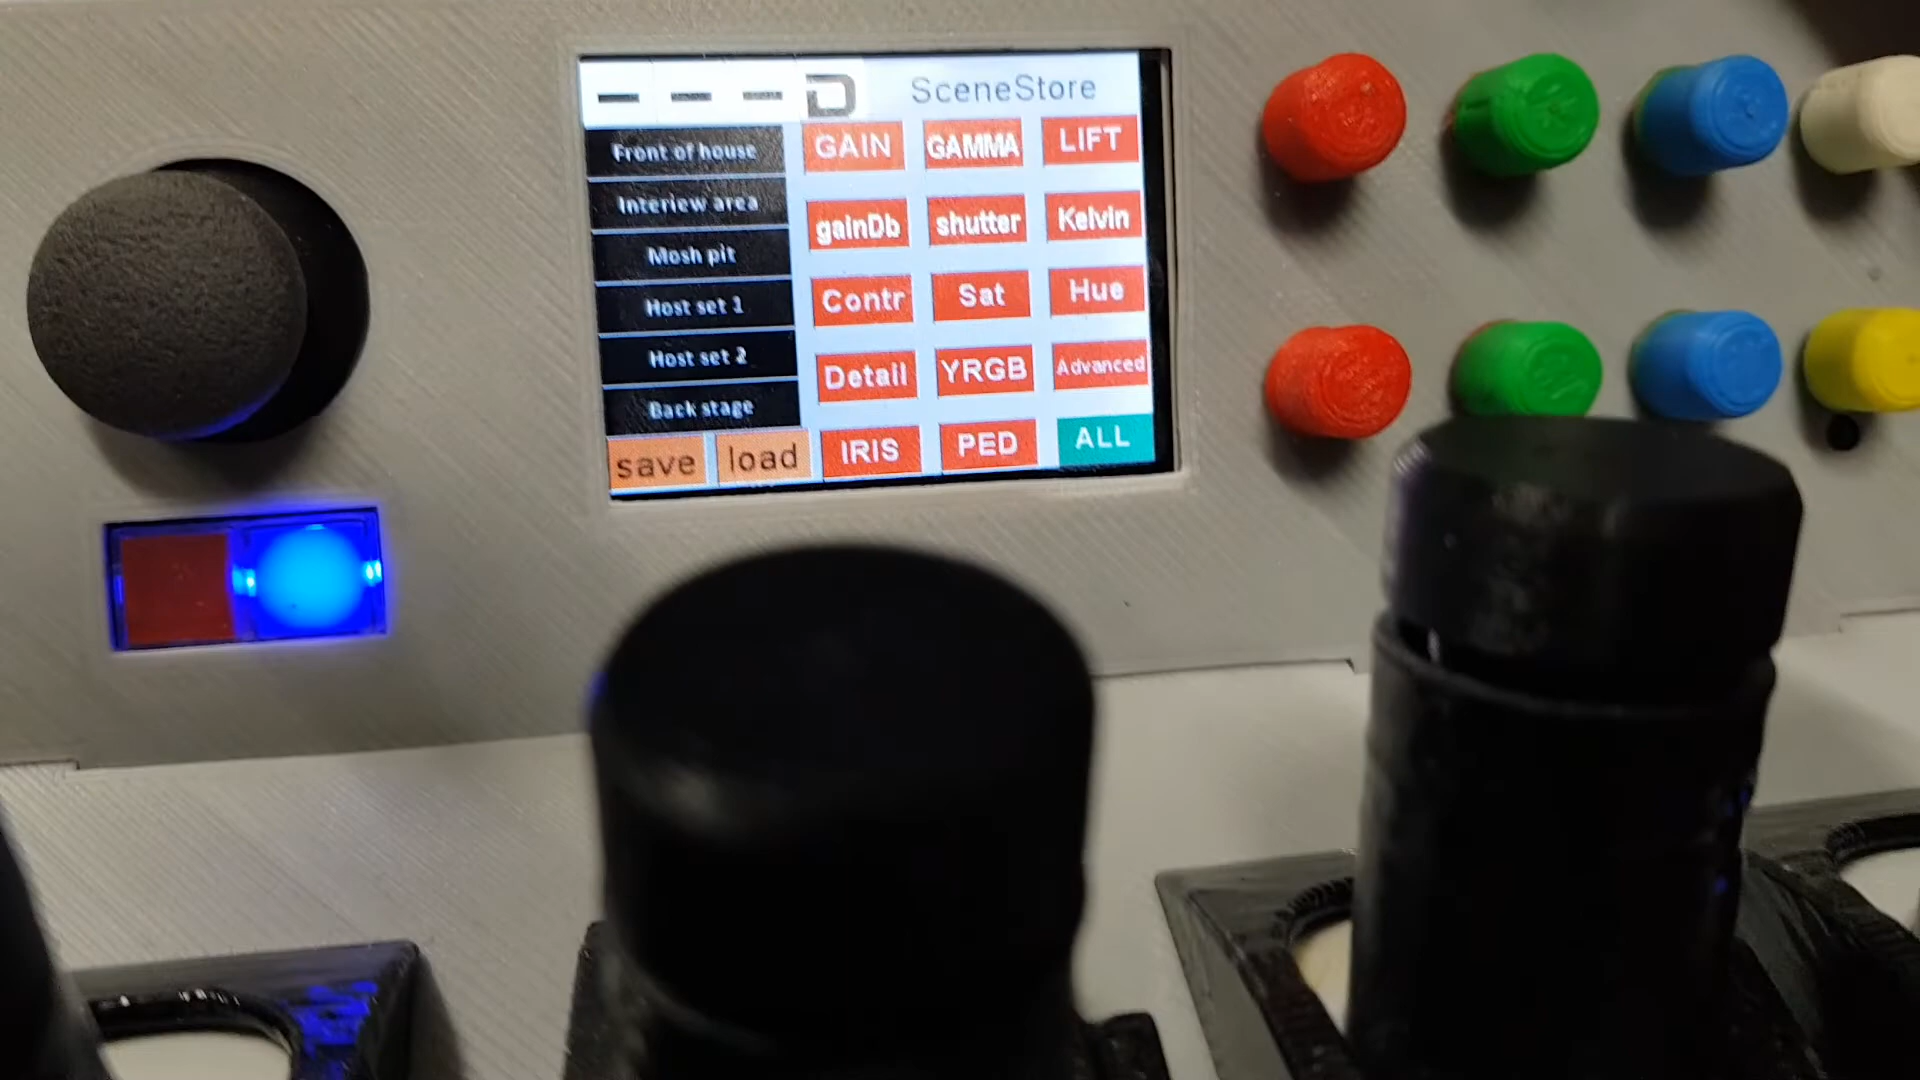 D SceneStore
Front of house
Interiew area
Mosh pit
Host set 1
Host set 2
Back stage
save load
GAIN GAMMA LIFT
gainDb shutter Kelvin
Contr Sat Hue
Detail YRGB Advanced
IRIS PED ALL